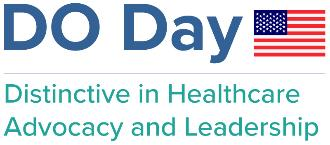 DO Day
Distinctive in Healthcare
Advocacy and Leadership